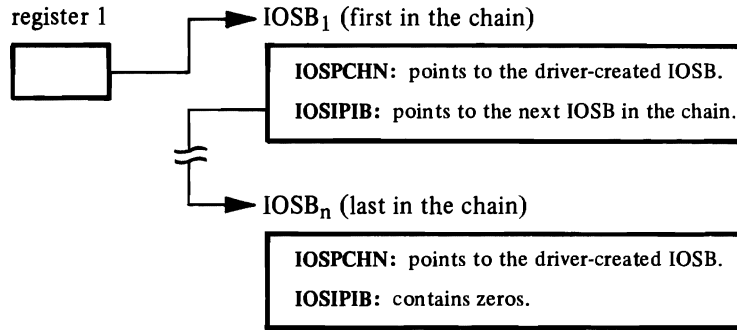 register 1
IOSB1 (first in the chain)
IOSPCHN: points to the driver-created IOSB.
IOSIPIB: points to the next IOSB in the chain.
IOSBn (last in the chain)
IOSPCHN: points to the driver-created IOSB.
IOSIPIB: contains zeros.